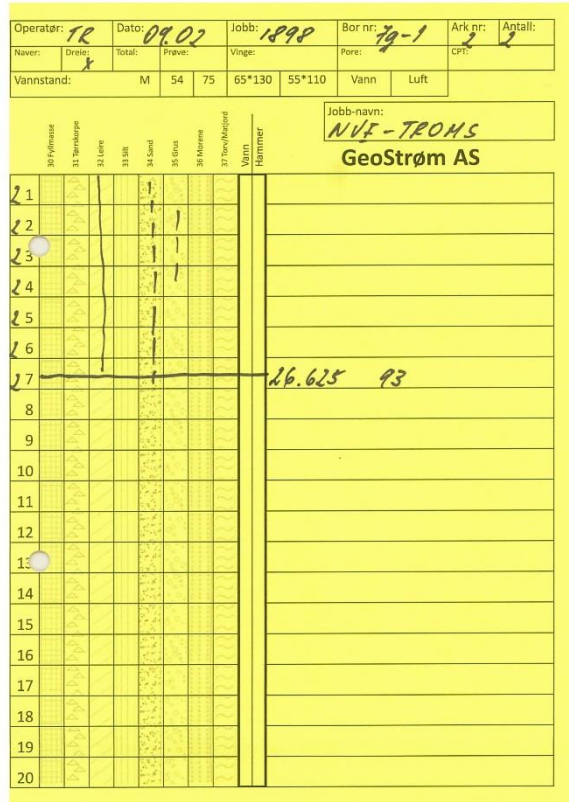 Operatør: TR Dato: 09.02 Jobb: 1898 Bor nr: 7g-1 Ark nr: 2 Antall: 2
Naver: Dreie: X Total: Prøve: Vinge: Pore: CPT:
Vannstand: M 54 75 65*130 55*110 Vann Luft
Jobb-navn:
NVE-TROMS
GeoStrøm AS
30 Fyllmasse
31 Tørrskorpe
32 Leire
33 Silt
34 Sand
35 Grus
36 Morene
37 Torv/Matjord
Vann
Hammer
21
22
23
24
25
26
27 26.625 93
8
9
10
11
12
13
14
15
16
17
18
19
20